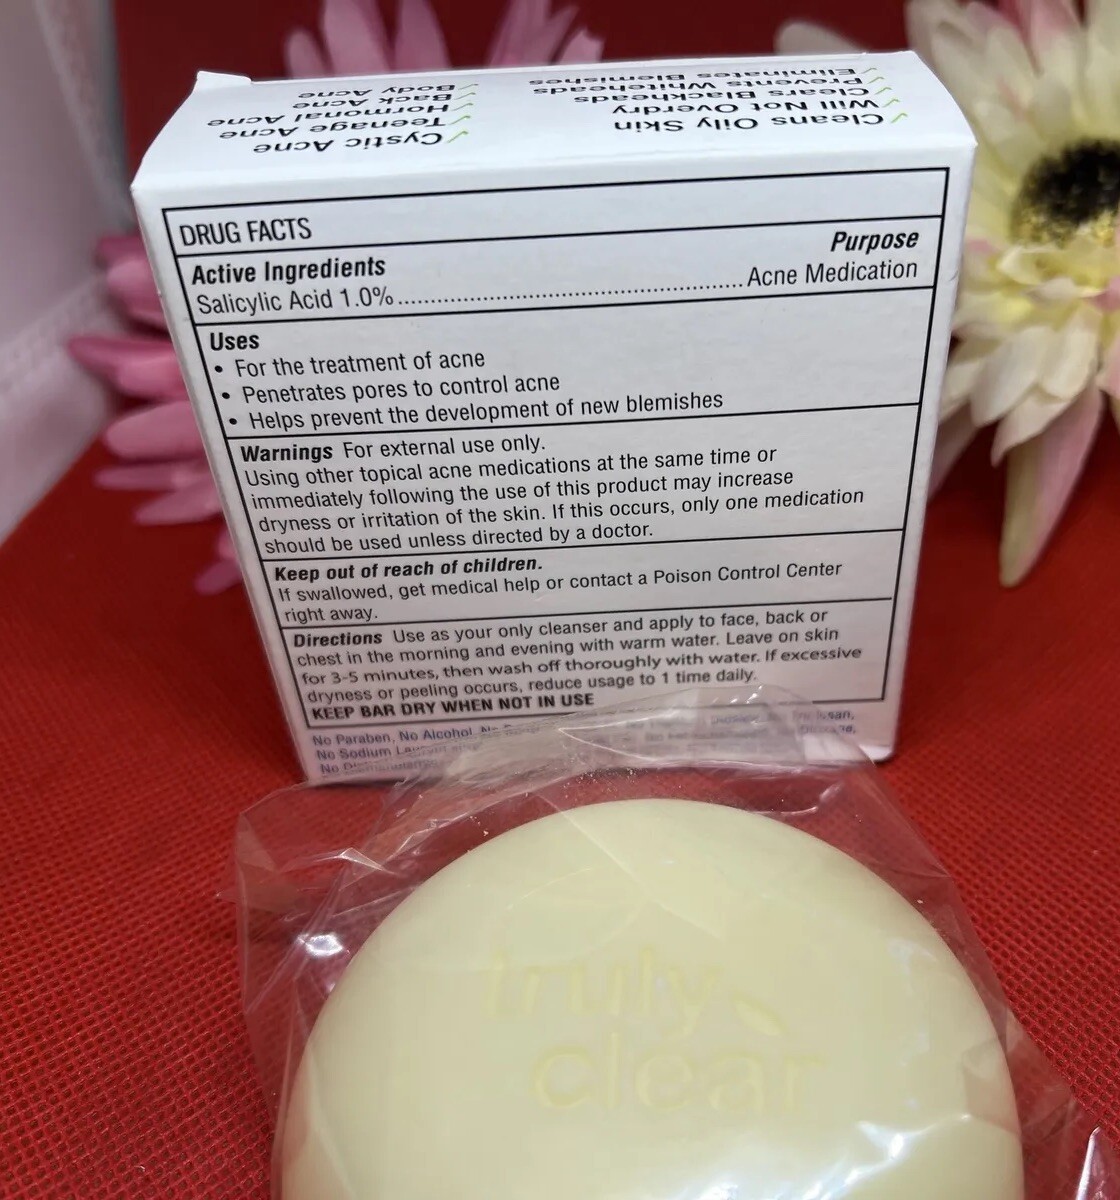 Cystic Acne
Teenage Acne
Hormonal Acne
Back Acne
Body Acne
Cleans Oily Skin
Will Not Overdry
Clears Blackheads
Prevents Whiteheads
Eliminates Blemishes
DRUG FACTS
Active Ingredients Purpose
Salicylic Acid 1.0%.......................................................... Acne Medication
Uses
• For the treatment of acne
• Penetrates pores to control acne
• Helps prevent the development of new blemishes
Warnings For external use only.
Using other topical acne medications at the same time or
immediately following the use of this product may increase
dryness or irritation of the skin. If this occurs, only one medication
should be used unless directed by a doctor.
Keep out of reach of children.
If swallowed, get medical help or contact a Poison Control Center
right away.
Directions Use as your only cleanser and apply to face, back or
chest in the morning and evening with warm water. Leave on skin
for 3-5 minutes, then wash off thoroughly with water. If excessive
dryness or peeling occurs, reduce usage to 1 time daily.
KEEP BAR DRY WHEN NOT IN USE
No Paraben, No Alcohol,
No Sodium
No
truly
clear